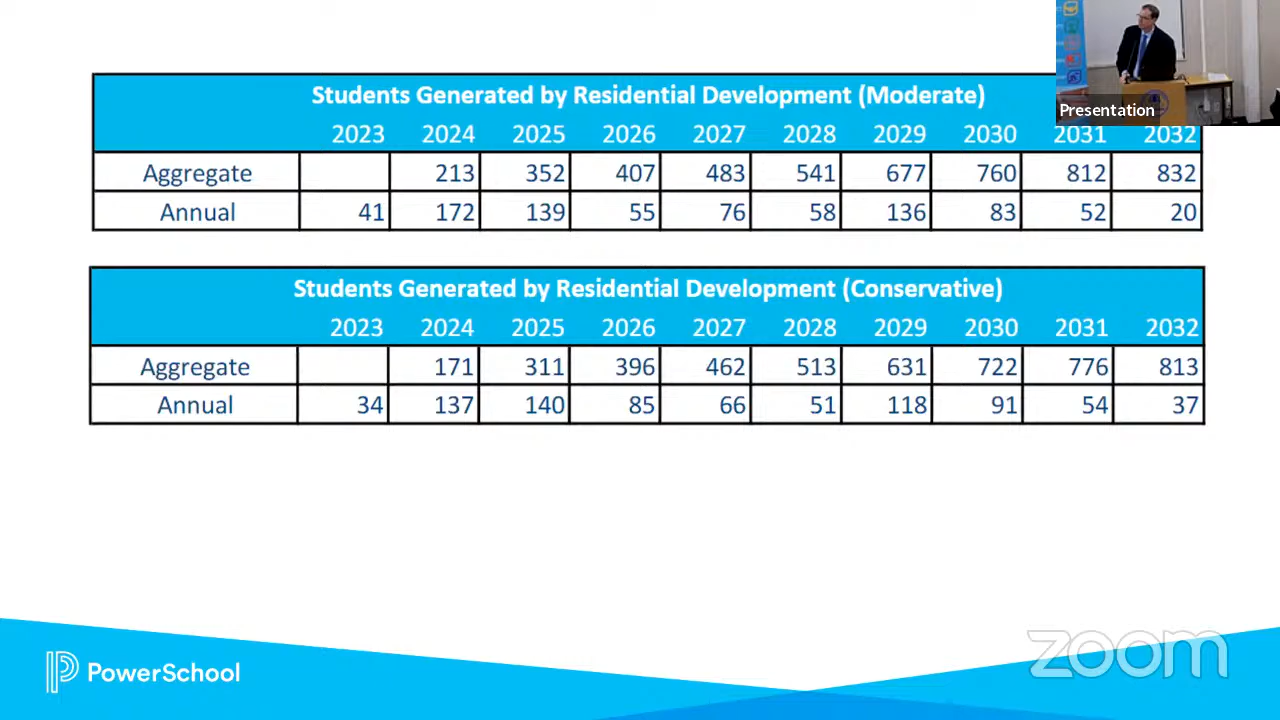 Students Generated by Residential Development (Moderate)
2023 2024 2025 2026 2027 2028 2029 2030 2031 2032
Aggregate 213 352 407 483 541 677 760 812 832
Annual 41 172 139 55 76 58 136 83 52 20
Presentation
Students Generated by Residential Development (Conservative)
2023 2024 2025 2026 2027 2028 2029 2030 2031 2032
Aggregate 171 311 396 462 513 631 722 776 813
Annual 34 137 140 85 66 51 118 91 54 37
PowerSchool
zoom